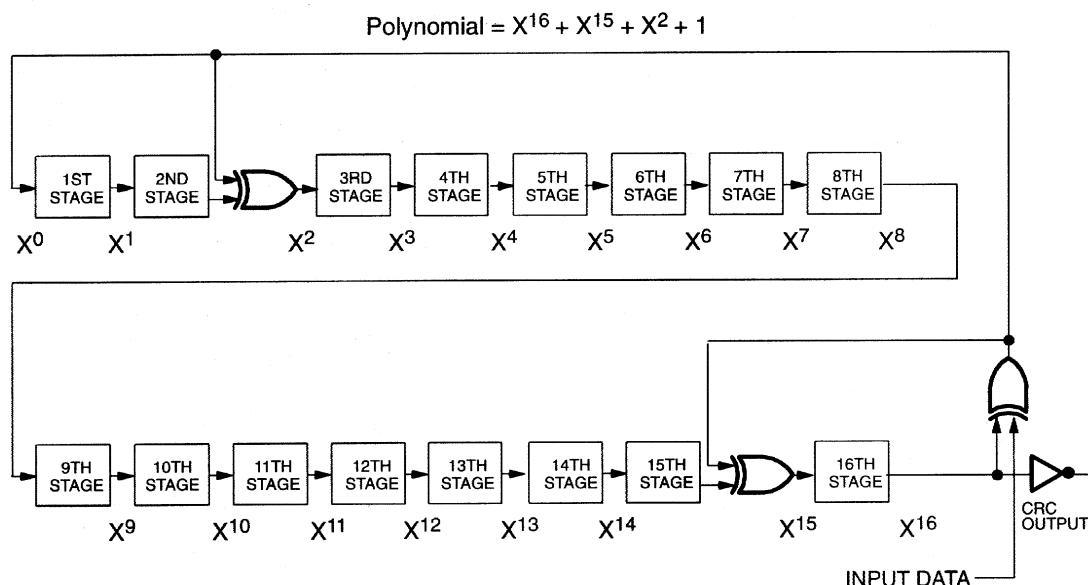 Polynomial = X¹⁶ + X¹⁵ + X² + 1
1ST STAGE
2ND STAGE
3RD STAGE
4TH STAGE
5TH STAGE
6TH STAGE
7TH STAGE
8TH STAGE
X⁰
X¹
X²
X³
X⁴
X⁵
X⁶
X⁷
X⁸
9TH STAGE
10TH STAGE
11TH STAGE
12TH STAGE
13TH STAGE
14TH STAGE
15TH STAGE
16TH STAGE
X⁹
X¹⁰
X¹¹
X¹²
X¹³
X¹⁴
X¹⁵
X¹⁶
CRC
OUTPUT
INPUT DATA